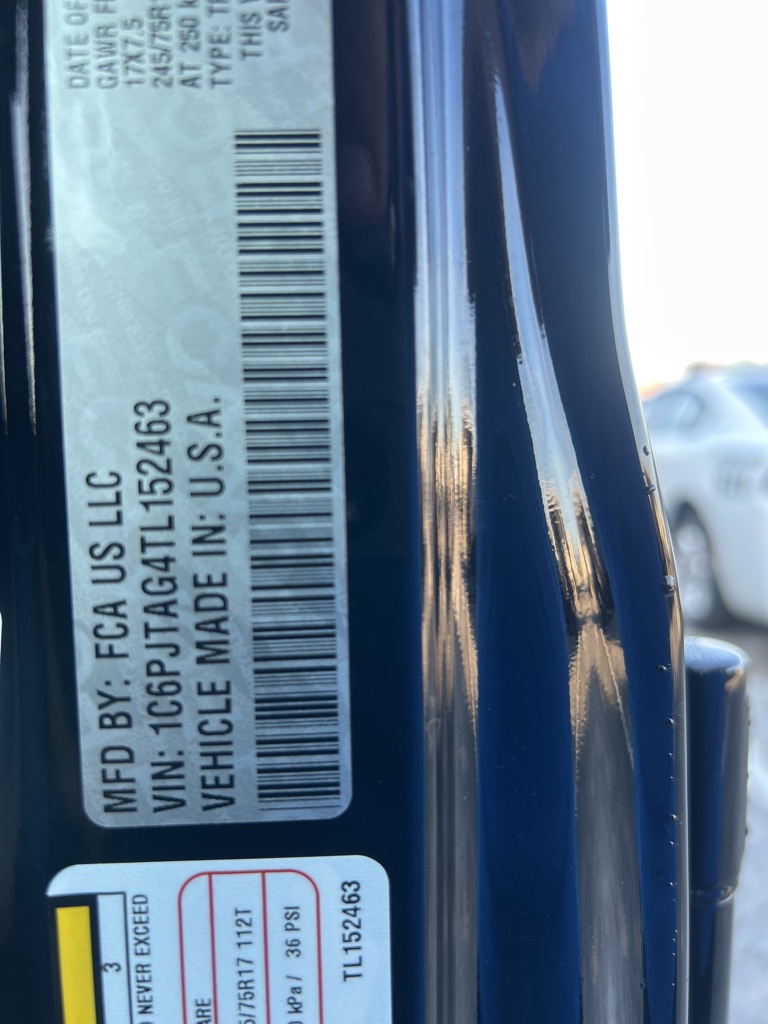 DATE OF
GAWR F
17X7.5
245/75R
AT 250 k
TYPE: T
THIS V
SA
MFD BY: FCA US LLC
VIN: 1C6PJTAG4TL152463
VEHICLE MADE IN: U.S.A.
3
NEVER EXCEED
ARE
5/75R17 112T
0 kPa / 36 PSI
TL152463